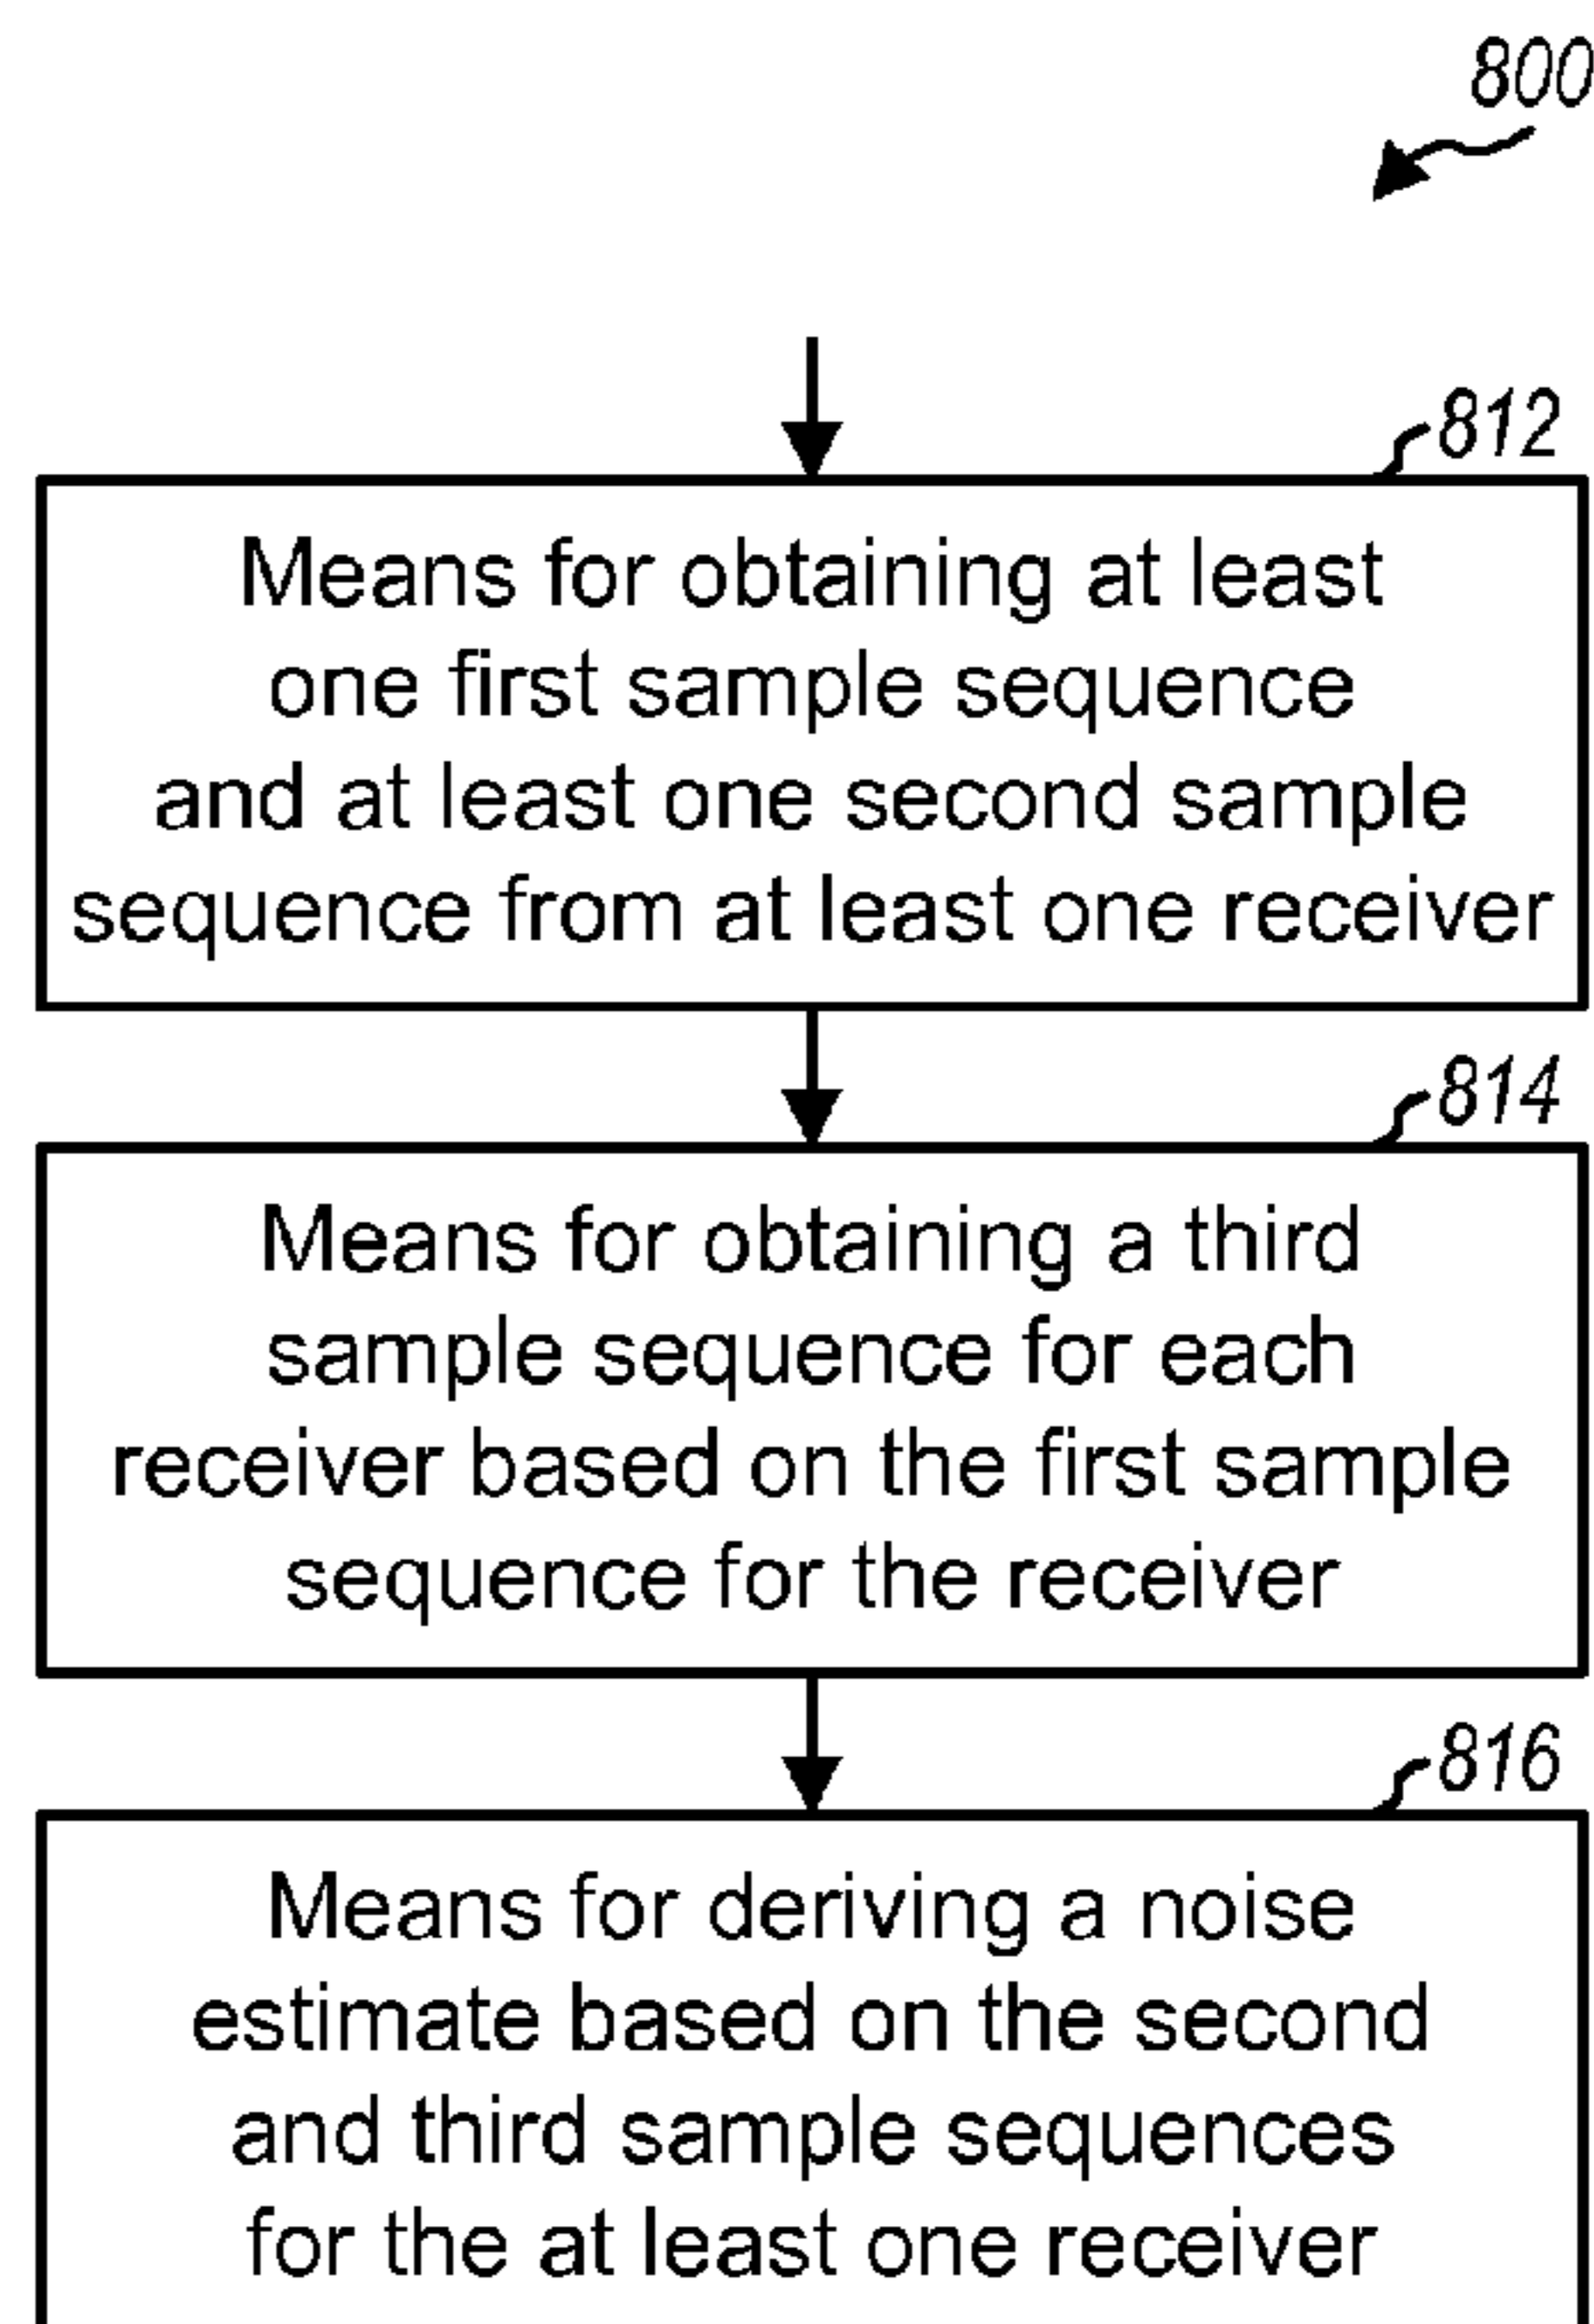 800
812
Means for obtaining at least
one first sample sequence
and at least one second sample
sequence from at least one receiver
814
Means for obtaining a third
sample sequence for each
receiver based on the first sample
sequence for the receiver
816
Means for deriving a noise
estimate based on the second
and third sample sequences
for the at least one receiver